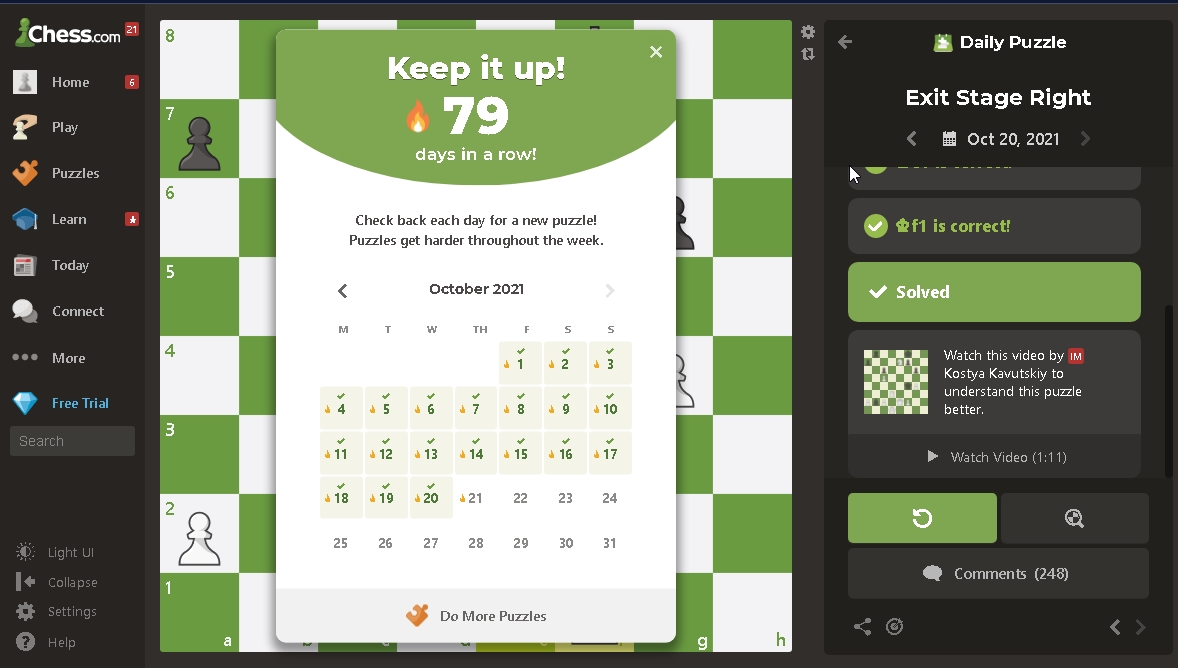 Chess.com 21
Home 6
Play
Puzzles
Learn
Today
Connect
More
Free Trial
Search
Light UI
Collapse
Settings
Help
8
7
6
5
4
3
2
1
a
g
h
Keep it up!
79
days in a row!
Check back each day for a new puzzle!
Puzzles get harder throughout the week.
October 2021
M T W TH F S S
1 2 3
4 5 6 7 8 9 10
11 12 13 14 15 16 17
18 19 20 21 22 23 24
25 26 27 28 29 30 31
Do More Puzzles
Daily Puzzle
Exit Stage Right
Oct 20, 2021
f1 is correct!
Solved
Watch this video by IM
Kostya Kavutskiy to
understand this puzzle
better.
Watch Video (1:11)
Comments (248)